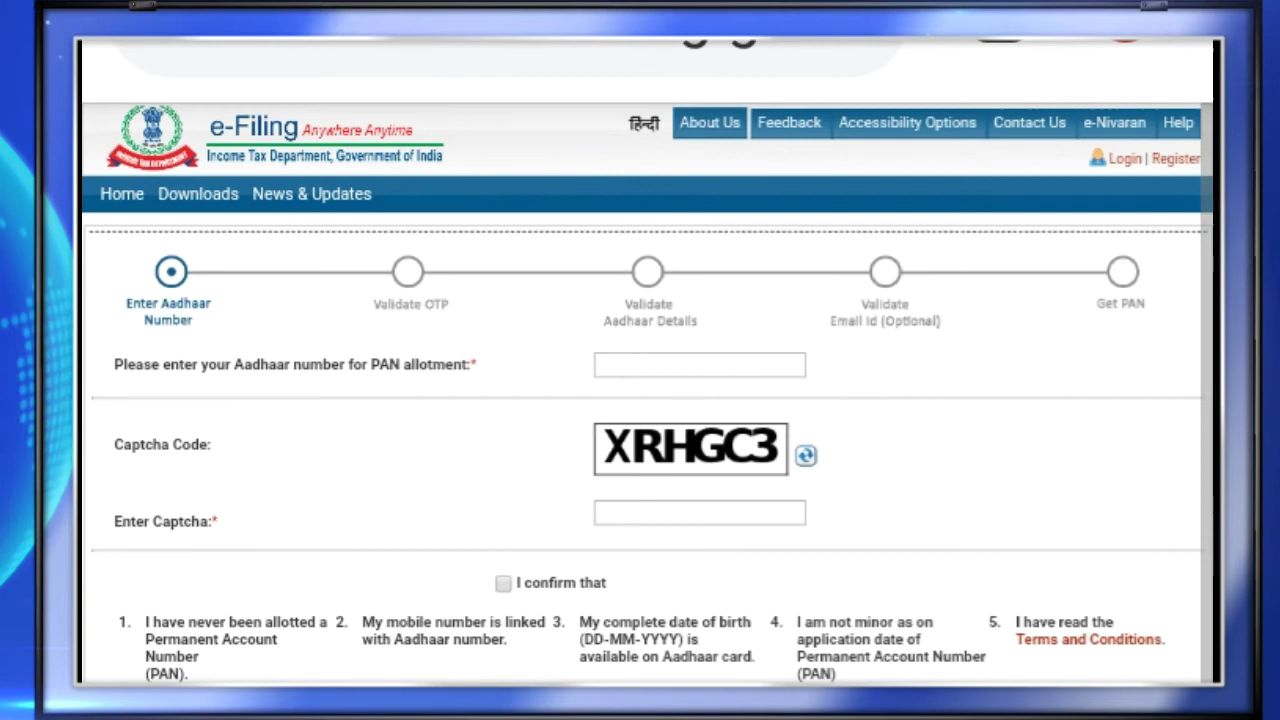 e-Filing Anywhere Anytime
Income Tax Department, Government of India
हिन्दी About Us Feedback Accessibility Options Contact Us e-Nivaran Help
Login | Register
Home Downloads News & Updates
Enter Aadhaar
Number
Validate OTP
Validate
Aadhaar Details
Validate
Email Id (Optional)
Get PAN
Please enter your Aadhaar number for PAN allotment:*
Captcha Code:
XRHGC3
Enter Captcha:*
I confirm that
1. I have never been allotted a
Permanent Account
Number
(PAN).
2. My mobile number is linked
with Aadhaar number.
3. My complete date of birth
(DD-MM-YYYY) is
available on Aadhaar card.
4. I am not minor as on
application date of
Permanent Account Number
(PAN)
5. I have read the
Terms and Conditions.